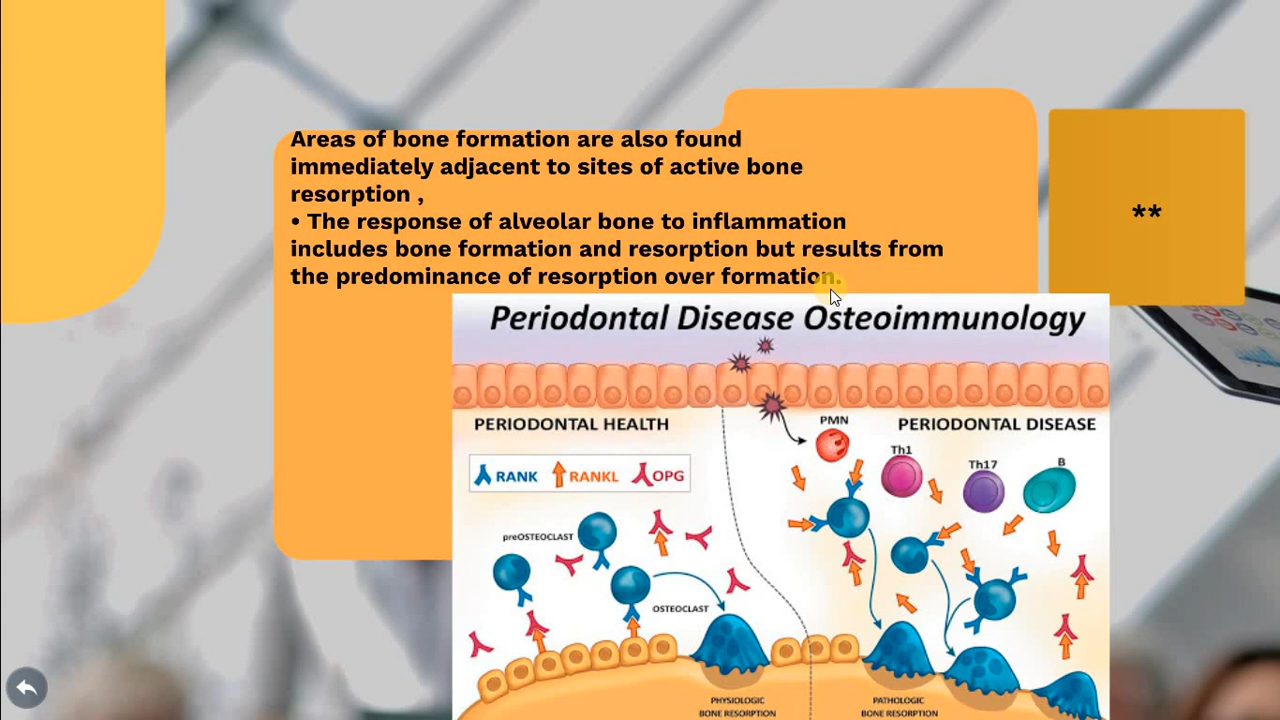 Areas of bone formation are also found
immediately adjacent to sites of active bone
resorption ,
• The response of alveolar bone to inflammation
includes bone formation and resorption but results from
the predominance of resorption over formation.
**
Periodontal Disease Osteoimmunology
PERIODONTAL HEALTH
PMN
PERIODONTAL DISEASE
Th1
Th17
B
RANK
RANKL
OPG
preOSTEOCLAST
OSTEOCLAST
PHYSIOLOGIC
BONE RESORPTION
PATHOLOGIC
BONE RESORPTION